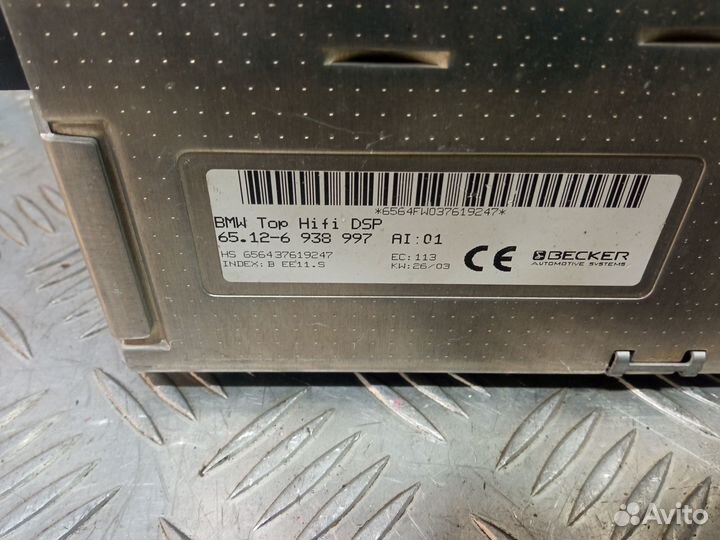 *6564FW037619247*
BMW Top Hifi DSP
65.12-6 938 997 AI:01
HS 656437619247 EC:113
INDEX:B EE11.S KW:26/03
CE
BECKER
AUTOMOTIVE SYSTEMS
Avito